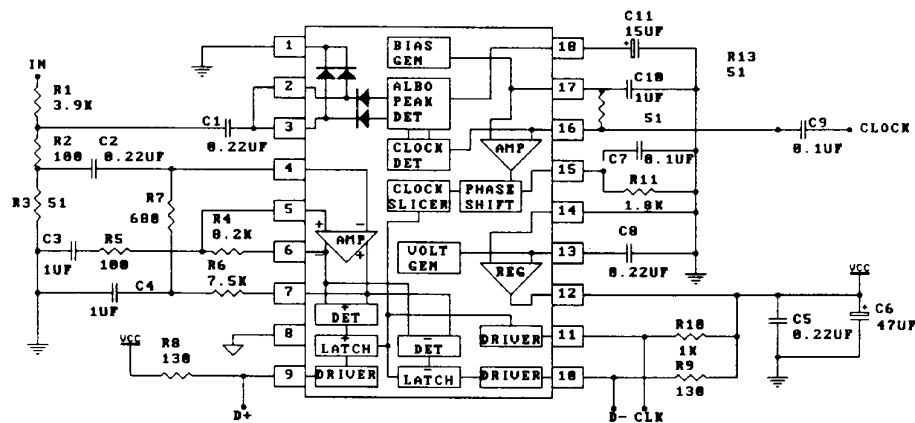 IN
R1
3.9K
R2
100
C2
0.22UF
C1
0.22UF
R3 51
R7
680
R4
8.2K
C3
1UF
R5
100
R6
7.5K
C4
1UF
VCC
R8
130
D+
1
2
3
4
5
6
7
8
9
BIAS
GEN
ALBO
PEAK
DET
CLOCK
DET
AMP
CLOCK
SLICER
PHASE
SHIFT
+ −
AMP
− +
VOLT
GEN
REG
+
DET
−
DET
+
LATCH
−
LATCH
DRIVER
DRIVER
DRIVER
18
17
16
15
14
13
12
11
10
C11
+
15UF
R13
51
C10
1UF
51
C9
0.1UF
CLOCK
C7
0.1UF
R11
1.8K
C8
0.22UF
VCC
C5
0.22UF
+
C6
47UF
R10
1K
R9
130
D- CLK